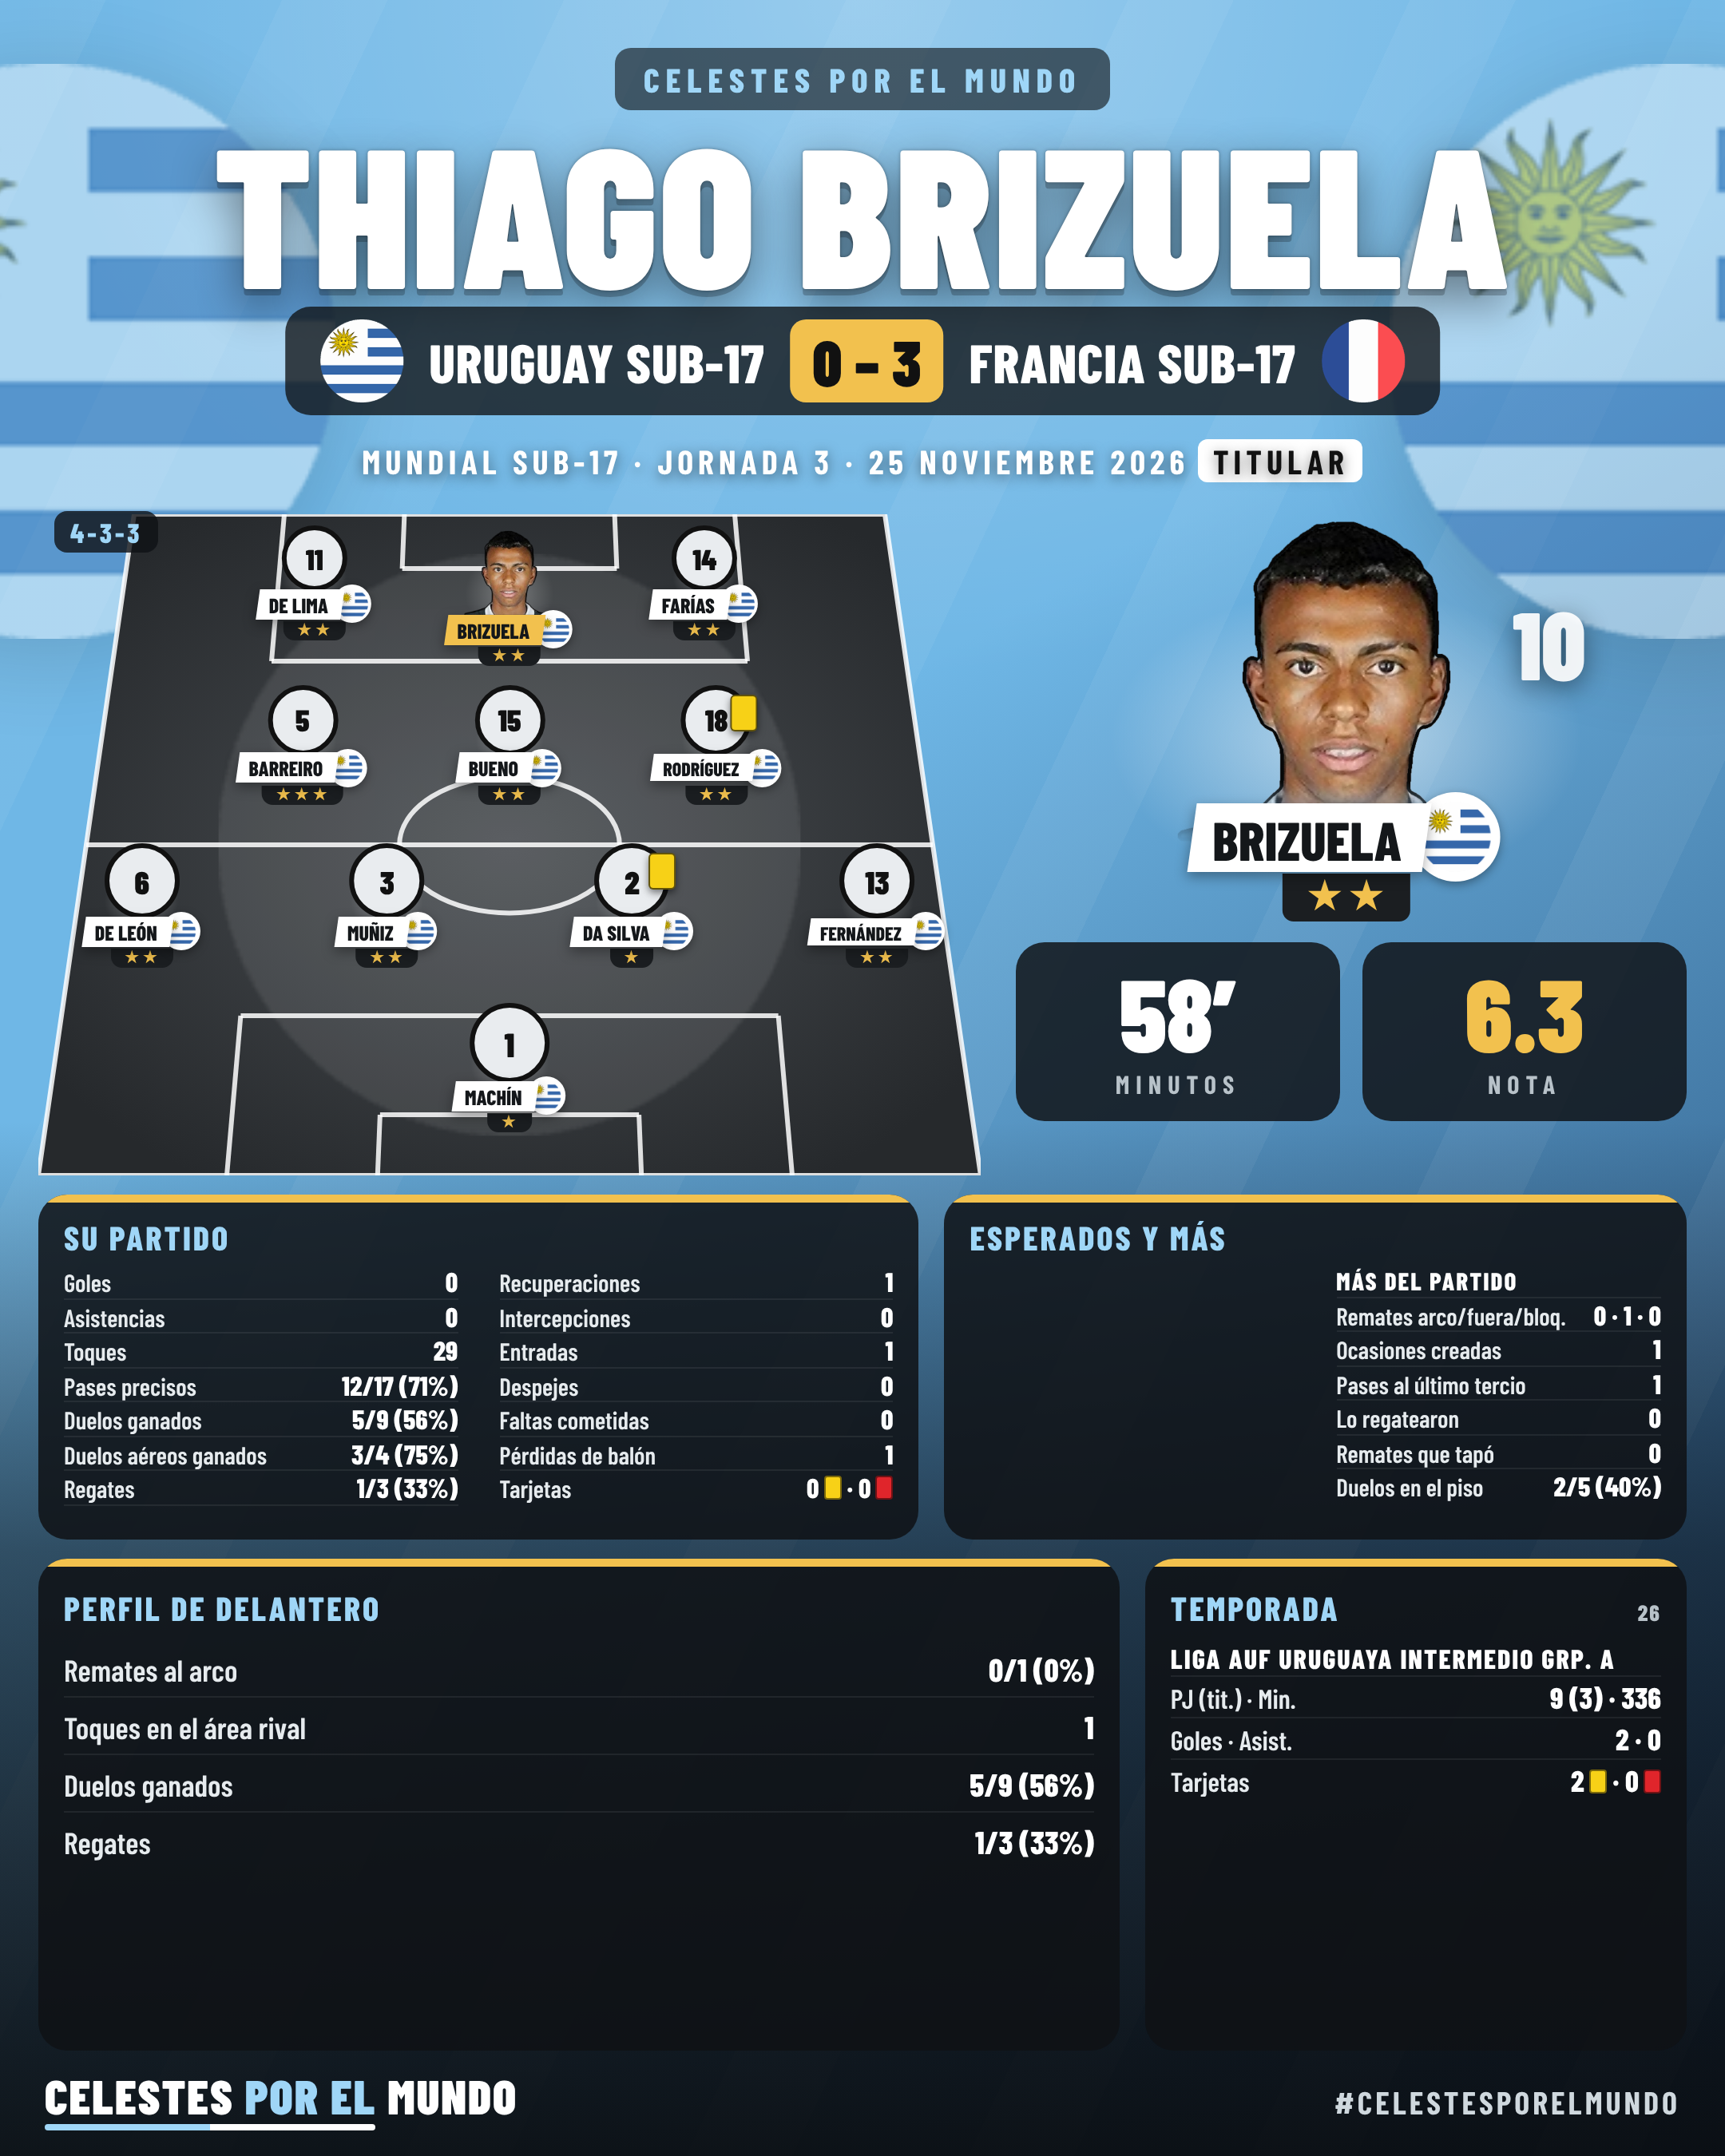 CELESTES POR EL MUNDO
THIAGO BRIZUELA
URUGUAY SUB-17 0 - 3 FRANCIA SUB-17
MUNDIAL SUB-17 · JORNADA 3 · 25 NOVIEMBRE 2026 TITULAR
4-3-3
11
DE LIMA
★★
BRIZUELA
★★
14
FARÍAS
★★
5
BARREIRO
★★★
15
BUENO
★★
18
RODRÍGUEZ
★★
6
DE LEÓN
★★
3
MUÑIZ
★★
2
DA SILVA
★
13
FERNÁNDEZ
★★
1
MACHÍN
★
10
BRIZUELA
★★
58'
MINUTOS
6.3
NOTA
SU PARTIDO
Goles 0
Asistencias 0
Toques 29
Pases precisos 12/17 (71%)
Duelos ganados 5/9 (56%)
Duelos aéreos ganados 3/4 (75%)
Regates 1/3 (33%)
Recuperaciones 1
Intercepciones 0
Entradas 1
Despejes 0
Faltas cometidas 0
Pérdidas de balón 1
Tarjetas 0 · 0
ESPERADOS Y MÁS
MÁS DEL PARTIDO
Remates arco/fuera/bloq. 0 · 1 · 0
Ocasiones creadas 1
Pases al último tercio 1
Lo regatearon 0
Remates que tapó 0
Duelos en el piso 2/5 (40%)
PERFIL DE DELANTERO
Remates al arco 0/1 (0%)
Toques en el área rival 1
Duelos ganados 5/9 (56%)
Regates 1/3 (33%)
TEMPORADA 26
LIGA AUF URUGUAYA INTERMEDIO GRP. A
PJ (tit.) · Min. 9 (3) · 336
Goles · Asist. 2 · 0
Tarjetas 2 · 0
CELESTES POR EL MUNDO
#CELESTESPORELMUNDO